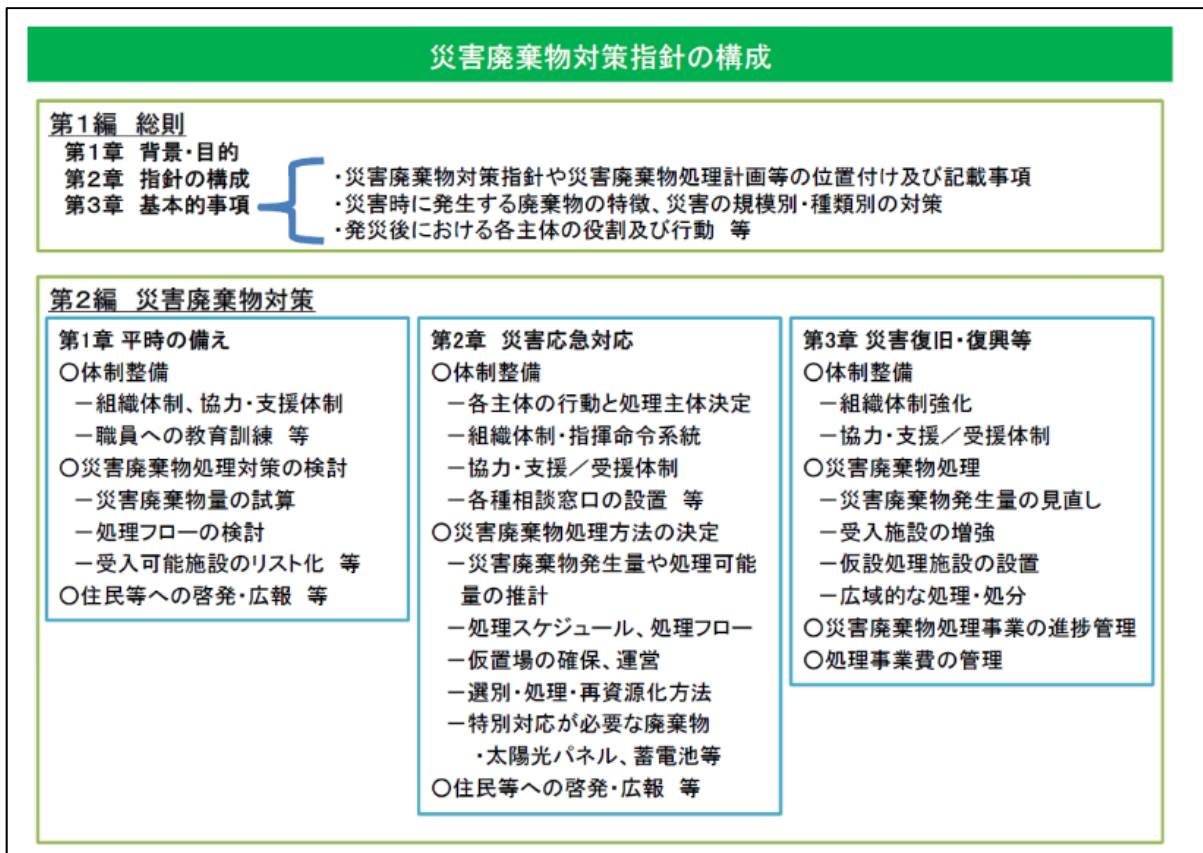 災害廃棄物対策指針の構成
第1編 総則
第1章 背景・目的
第2章 指針の構成
第3章 基本的事項
・災害廃棄物対策指針や災害廃棄物処理計画等の位置付け及び記載事項
・災害時に発生する廃棄物の特徴、災害の規模別・種類別の対策
・発災後における各主体の役割及び行動 等
第2編 災害廃棄物対策
第1章 平時の備え
○体制整備
－組織体制、協力・支援体制
－職員への教育訓練 等
○災害廃棄物処理対策の検討
－災害廃棄物量の試算
－処理フローの検討
－受入可能施設のリスト化 等
○住民等への啓発・広報 等
第2章 災害応急対応
○体制整備
－各主体の行動と処理主体決定
－組織体制・指揮命令系統
－協力・支援／受援体制
－各種相談窓口の設置 等
○災害廃棄物処理方法の決定
－災害廃棄物発生量や処理可能
量の推計
－処理スケジュール、処理フロー
－仮置場の確保、運営
－選別・処理・再資源化方法
－特別対応が必要な廃棄物
・太陽光パネル、蓄電池等
○住民等への啓発・広報 等
第3章 災害復旧・復興等
○体制整備
－組織体制強化
－協力・支援／受援体制
○災害廃棄物処理
－災害廃棄物発生量の見直し
－受入施設の増強
－仮設処理施設の設置
－広域的な処理・処分
○災害廃棄物処理事業の進捗管理
○処理事業費の管理